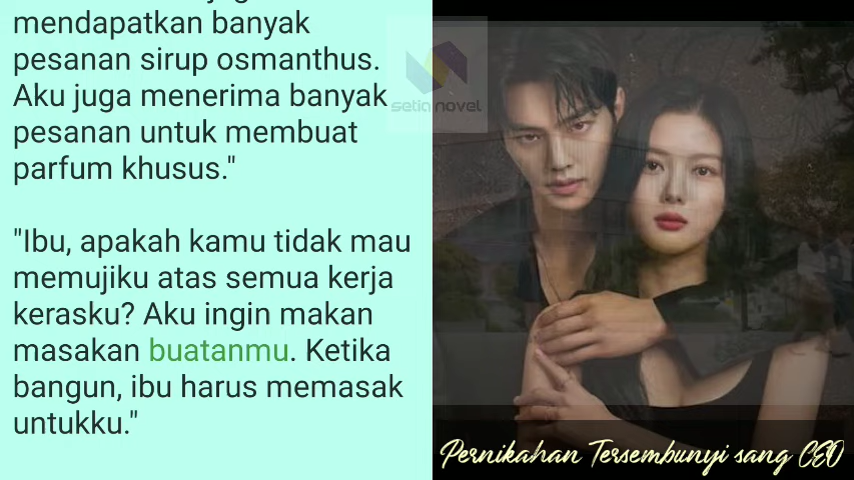 mendapatkan banyak
pesanan sirup osmanthus.
Aku juga menerima banyak
pesanan untuk membuat
parfum khusus."
"Ibu, apakah kamu tidak mau
memujiku atas semua kerja
kerasku? Aku ingin makan
masakan buatanmu. Ketika
bangun, ibu harus memasak
untukku."
setia novel
Pernikahan Tersembunyi sang CEO